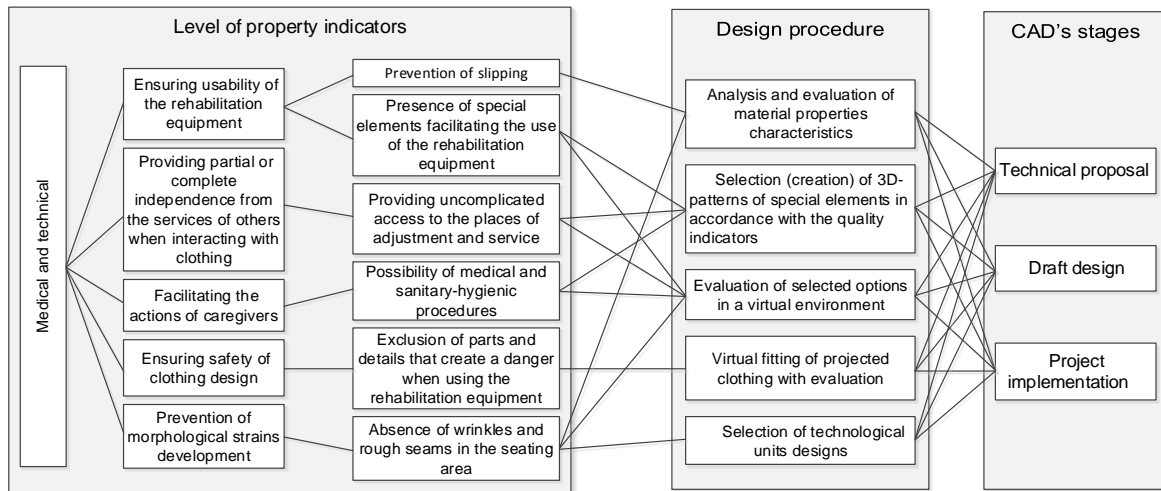 Level of property indicators
Medical and technical
Ensuring usability of
the rehabilitation
equipment
Providing partial or
complete
independence from
the services of others
when interacting with
clothing
Facilitating the
actions of caregivers
Ensuring safety of
clothing design
Prevention of
morphological strains
development
Prevention of slipping
Presence of special
elements facilitating the use
of the rehabilitation
equipment
Providing uncomplicated
access to the places of
adjustment and service
Possibility of medical and
sanitary-hygienic
procedures
Exclusion of parts and
details that create a danger
when using the
rehabilitation equipment
Absence of wrinkles and
rough seams in the seating
area
Design procedure
Analysis and evaluation of
material properties
characteristics
Selection (creation) of 3D-
patterns of special elements in
accordance with the quality
indicators
Evaluation of selected options
in a virtual environment
Virtual fitting of projected
clothing with evaluation
Selection of technological
units designs
CAD's stages
Technical proposal
Draft design
Project
implementation